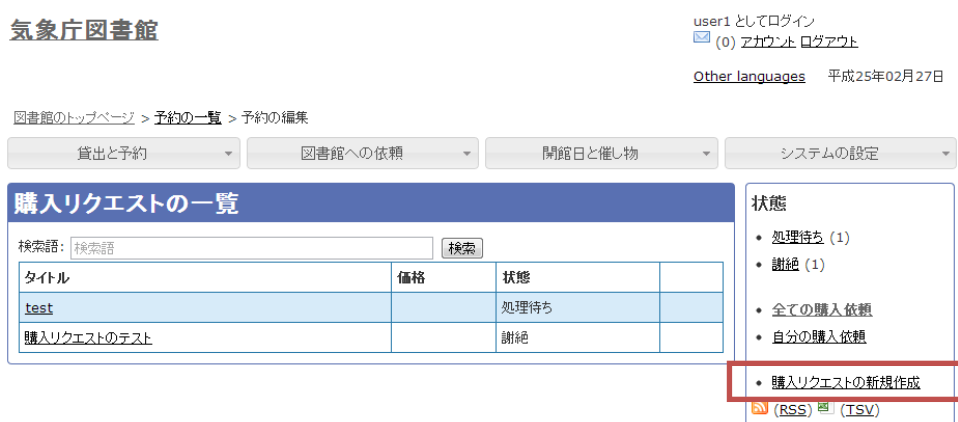 気象庁図書館
user1 としてログイン
(0) アカウント ログアウト
Other languages 平成25年02月27日
図書館のトップページ > 予約の一覧 > 予約の編集
貸出と予約 図書館への依頼 開館日と催し物 システムの設定
購入リクエストの一覧
検索語: 検索語 検索
タイトル 価格 状態
test 処理待ち
購入リクエストのテスト 謝絶
状態
• 処理待ち (1)
• 謝絶 (1)
• 全ての購入依頼
• 自分の購入依頼
• 購入リクエストの新規作成
(RSS) (TSV)